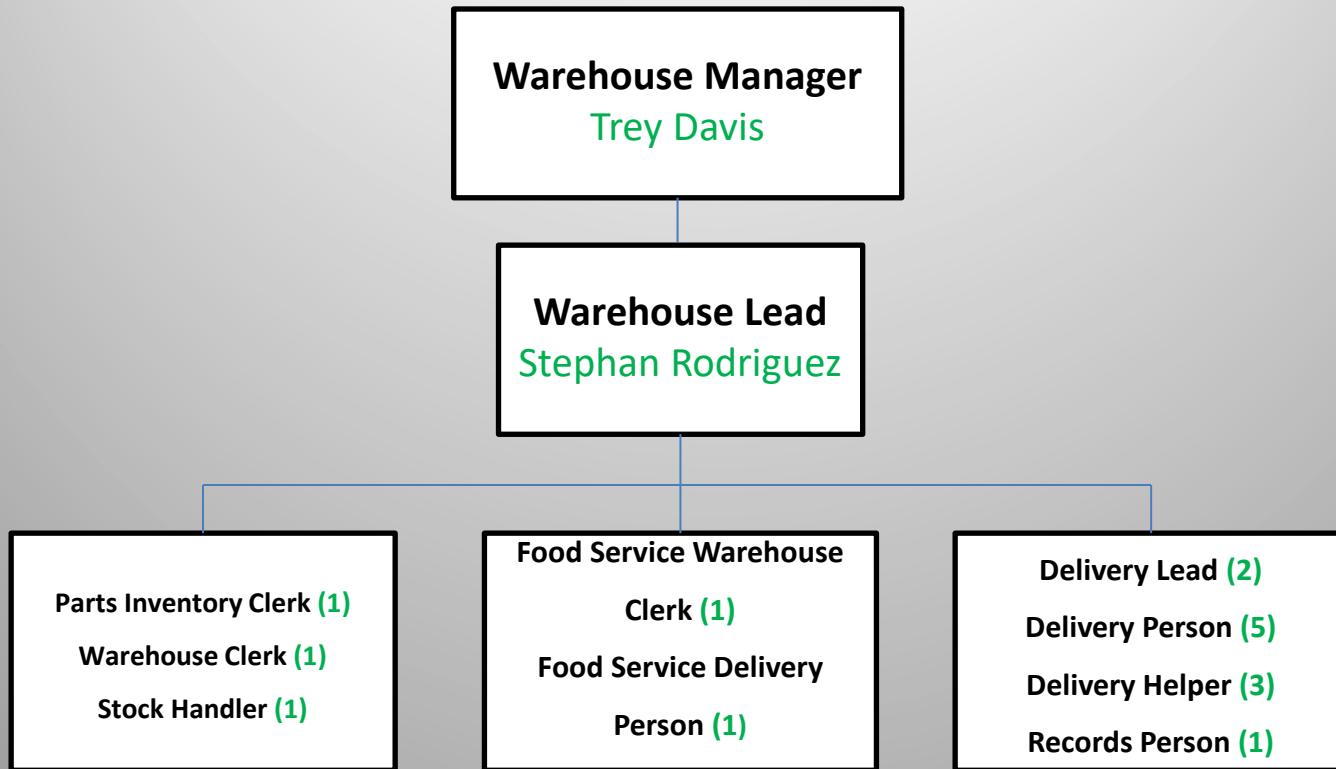 Warehouse Manager
Trey Davis
Warehouse Lead
Stephan Rodriguez
Parts Inventory Clerk (1)
Warehouse Clerk (1)
Stock Handler (1)
Food Service Warehouse
Clerk (1)
Food Service Delivery
Person (1)
Delivery Lead (2)
Delivery Person (5)
Delivery Helper (3)
Records Person (1)